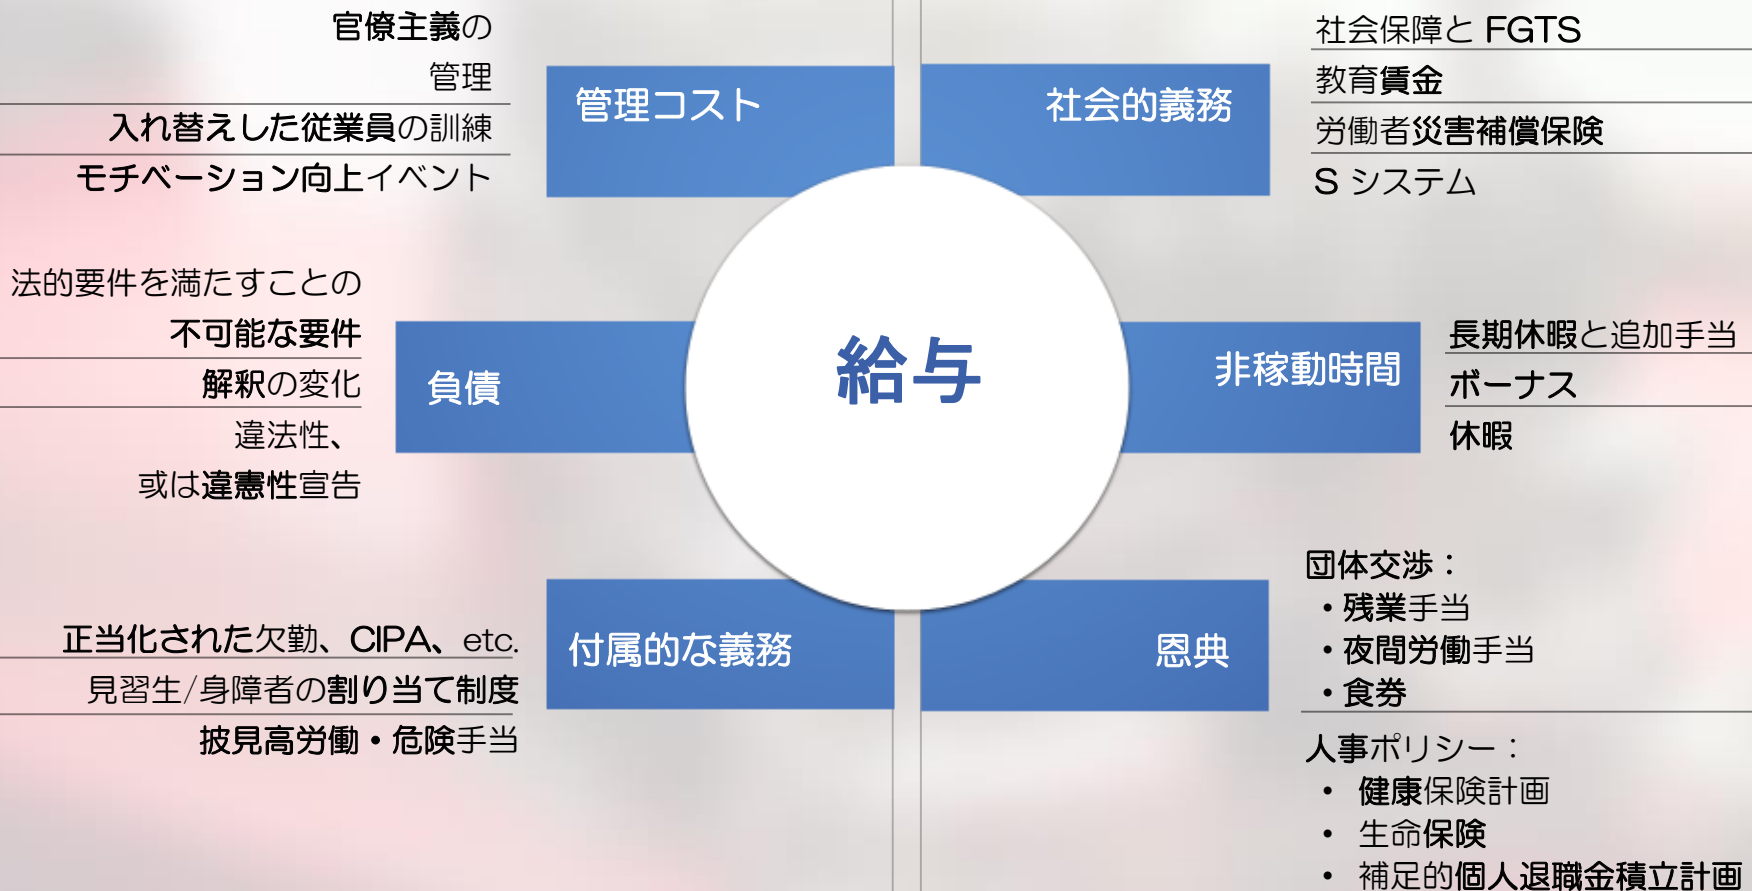 官僚主義の
管理
入れ替えした従業員の訓練
モチベーション向上イベント
管理コスト
社会的義務
社会保障と FGTS
教育賃金
労働者災害補償保険
S システム
法的要件を満たすことの
不可能な要件
解釈の変化
違法性、
或は違憲性宣告
負債
給与
非稼動時間
長期休暇と追加手当
ボーナス
休暇
正当化された欠勤、CIPA、etc.
見習生/身障者の割り当て制度
披見高労働・危険手当
付属的な義務
恩典
団体交渉：
・残業手当
・夜間労働手当
・食券
人事ポリシー：
• 健康保険計画
• 生命保険
• 補足的個人退職金積立計画